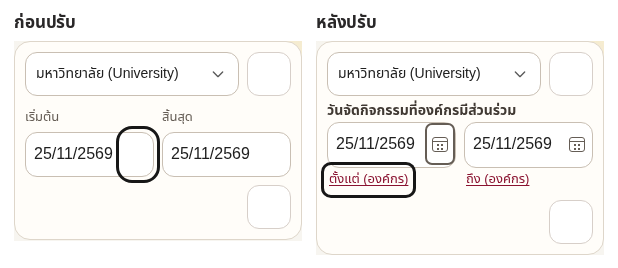 ก่อนปรับ
มหาวิทยาลัย (University)
เริ่มต้น
สิ้นสุด
25/11/2569
25/11/2569
หลังปรับ
มหาวิทยาลัย (University)
วันจัดกิจกรรมที่องค์กรมีส่วนร่วม
25/11/2569
25/11/2569
ตั้งแต่ (องค์กร)
ถึง (องค์กร)